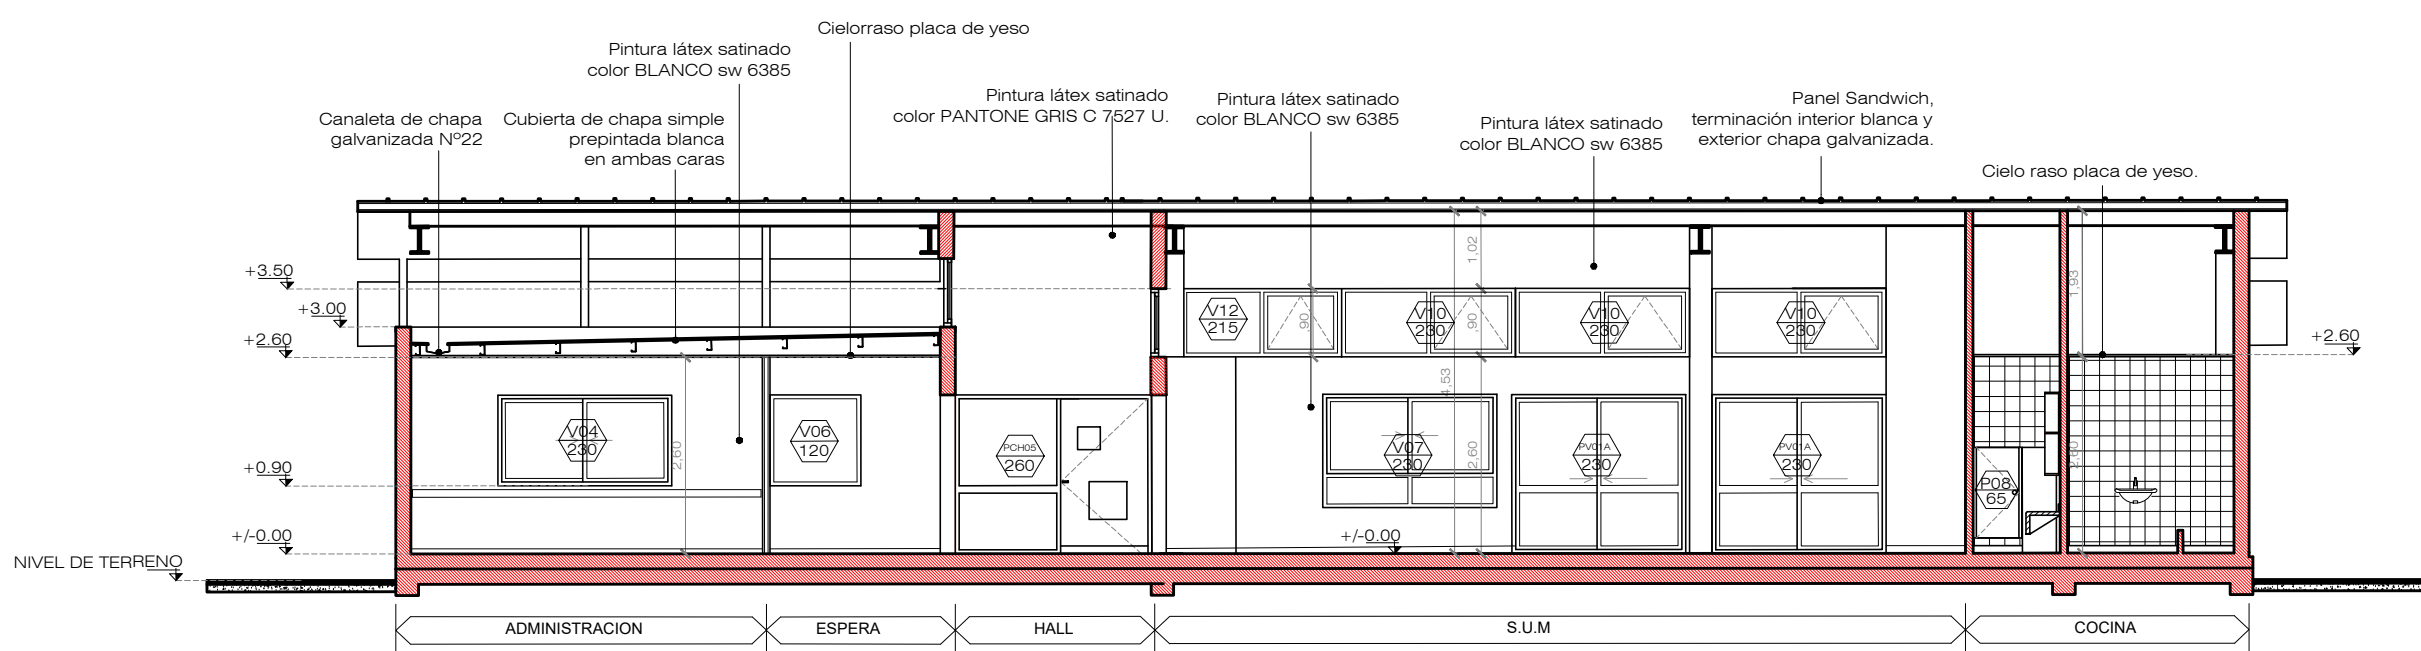 Cielorraso placa de yeso
Pintura látex satinado
color BLANCO sw 6385
Canaleta de chapa
galvanizada Nº22
Cubierta de chapa simple
prepintada blanca
en ambas caras
Pintura látex satinado
color PANTONE GRIS C 7527 U.
Pintura látex satinado
color BLANCO sw 6385
Pintura látex satinado
color BLANCO sw 6385
Panel Sandwich,
terminación interior blanca y
exterior chapa galvanizada.
Cielo raso placa de yeso.
+3.50
+3.00
+2.60
+0.90
+/-0.00
NIVEL DE TERRENO
V04
230
2,60
V06
120
PCH05
260
V12
215
,90
V10
230
,90
V10
230
V10
230
1,02
4,53
2,60
V07
230
PV01A
230
PV01A
230
+/-0.00
P08
65
1,93
2,60
+2.60
ADMINISTRACION
ESPERA
HALL
S.U.M
COCINA